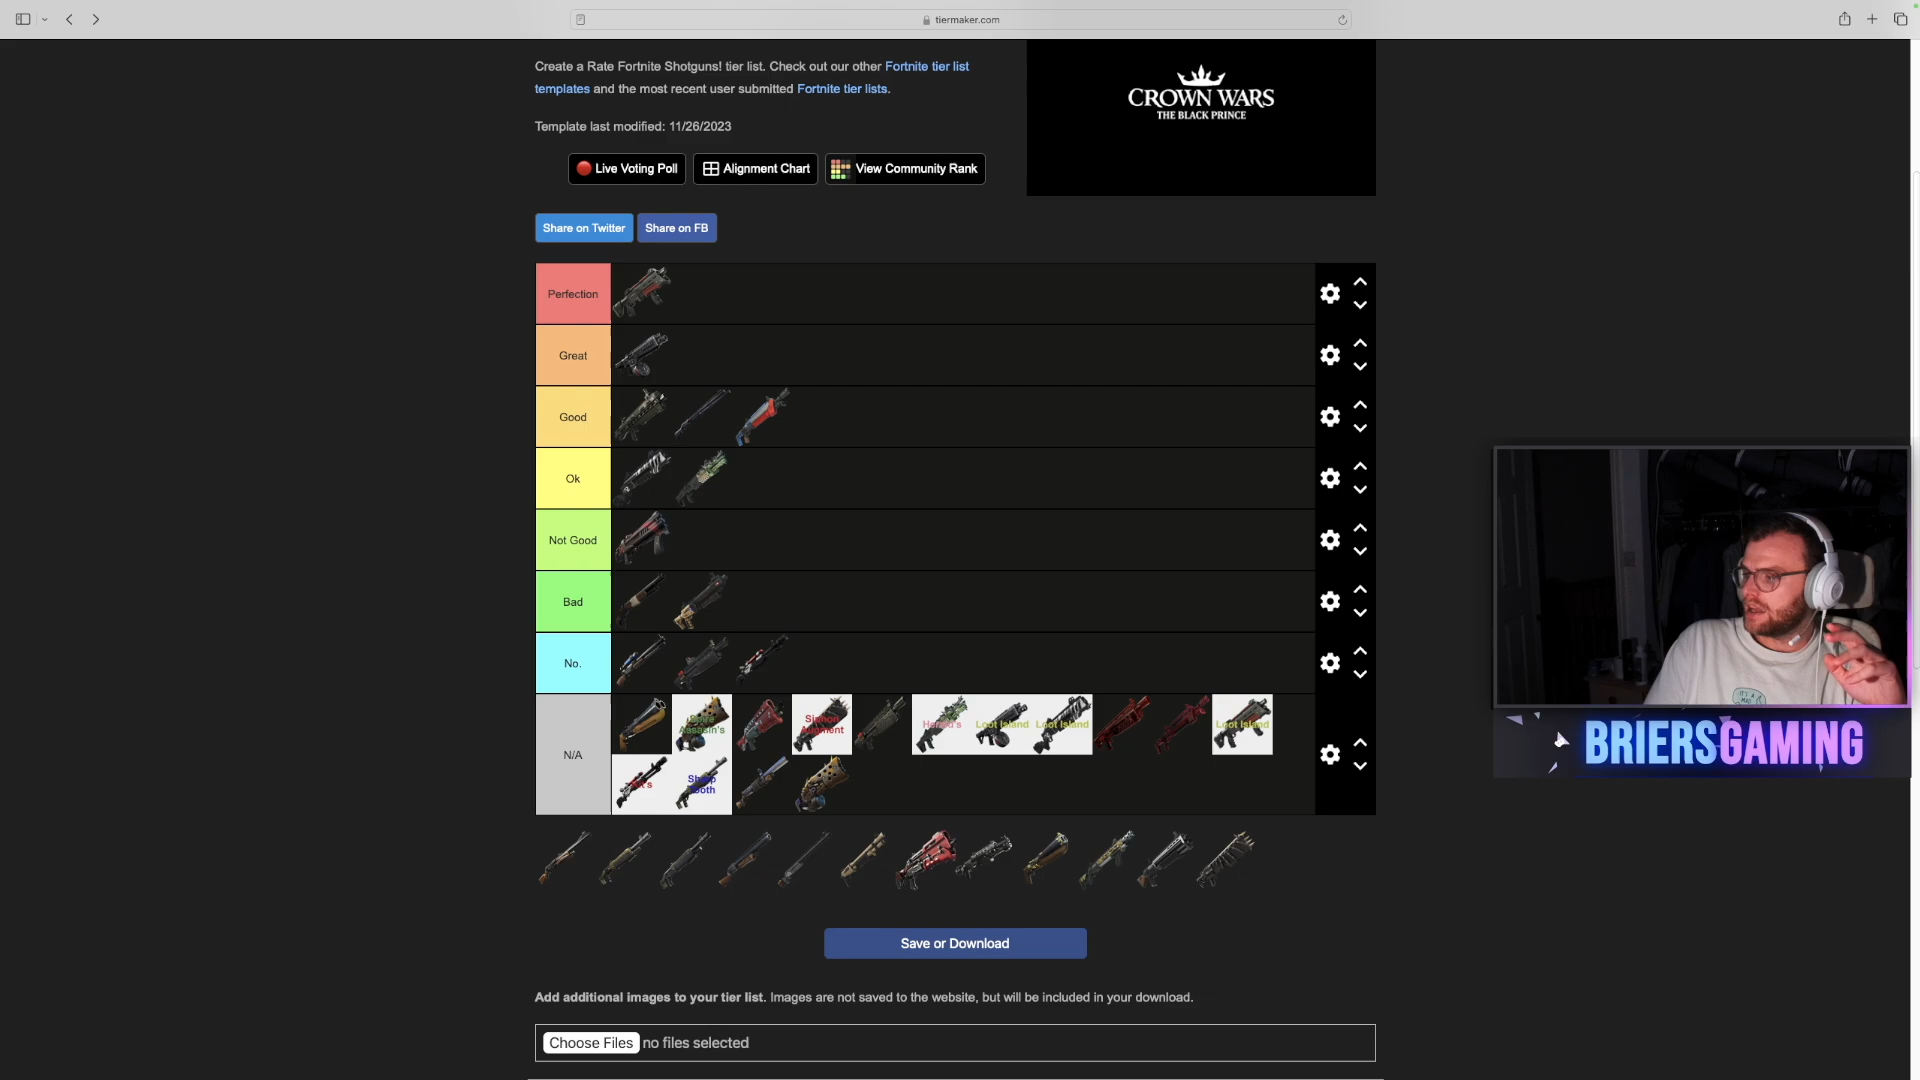 tiermaker.com
Create a Rate Fortnite Shotguns! tier list. Check out our other Fortnite tier list
templates and the most recent user submitted Fortnite tier lists.
Template last modified: 11/26/2023
CROWN WARS
THE BLACK PRINCE
Live Voting Poll
Alignment Chart
View Community Rank
Share on Twitter
Share on FB
Perfection
Great
Good
Ok
Not Good
Bad
No.
N/A
Assasin's
Siphon
Loot Island
Loot Island
Loot Island
BRIERSGAMING
Save or Download
Add additional images to your tier list. Images are not saved to the website, but will be included in your download.
Choose Files no files selected